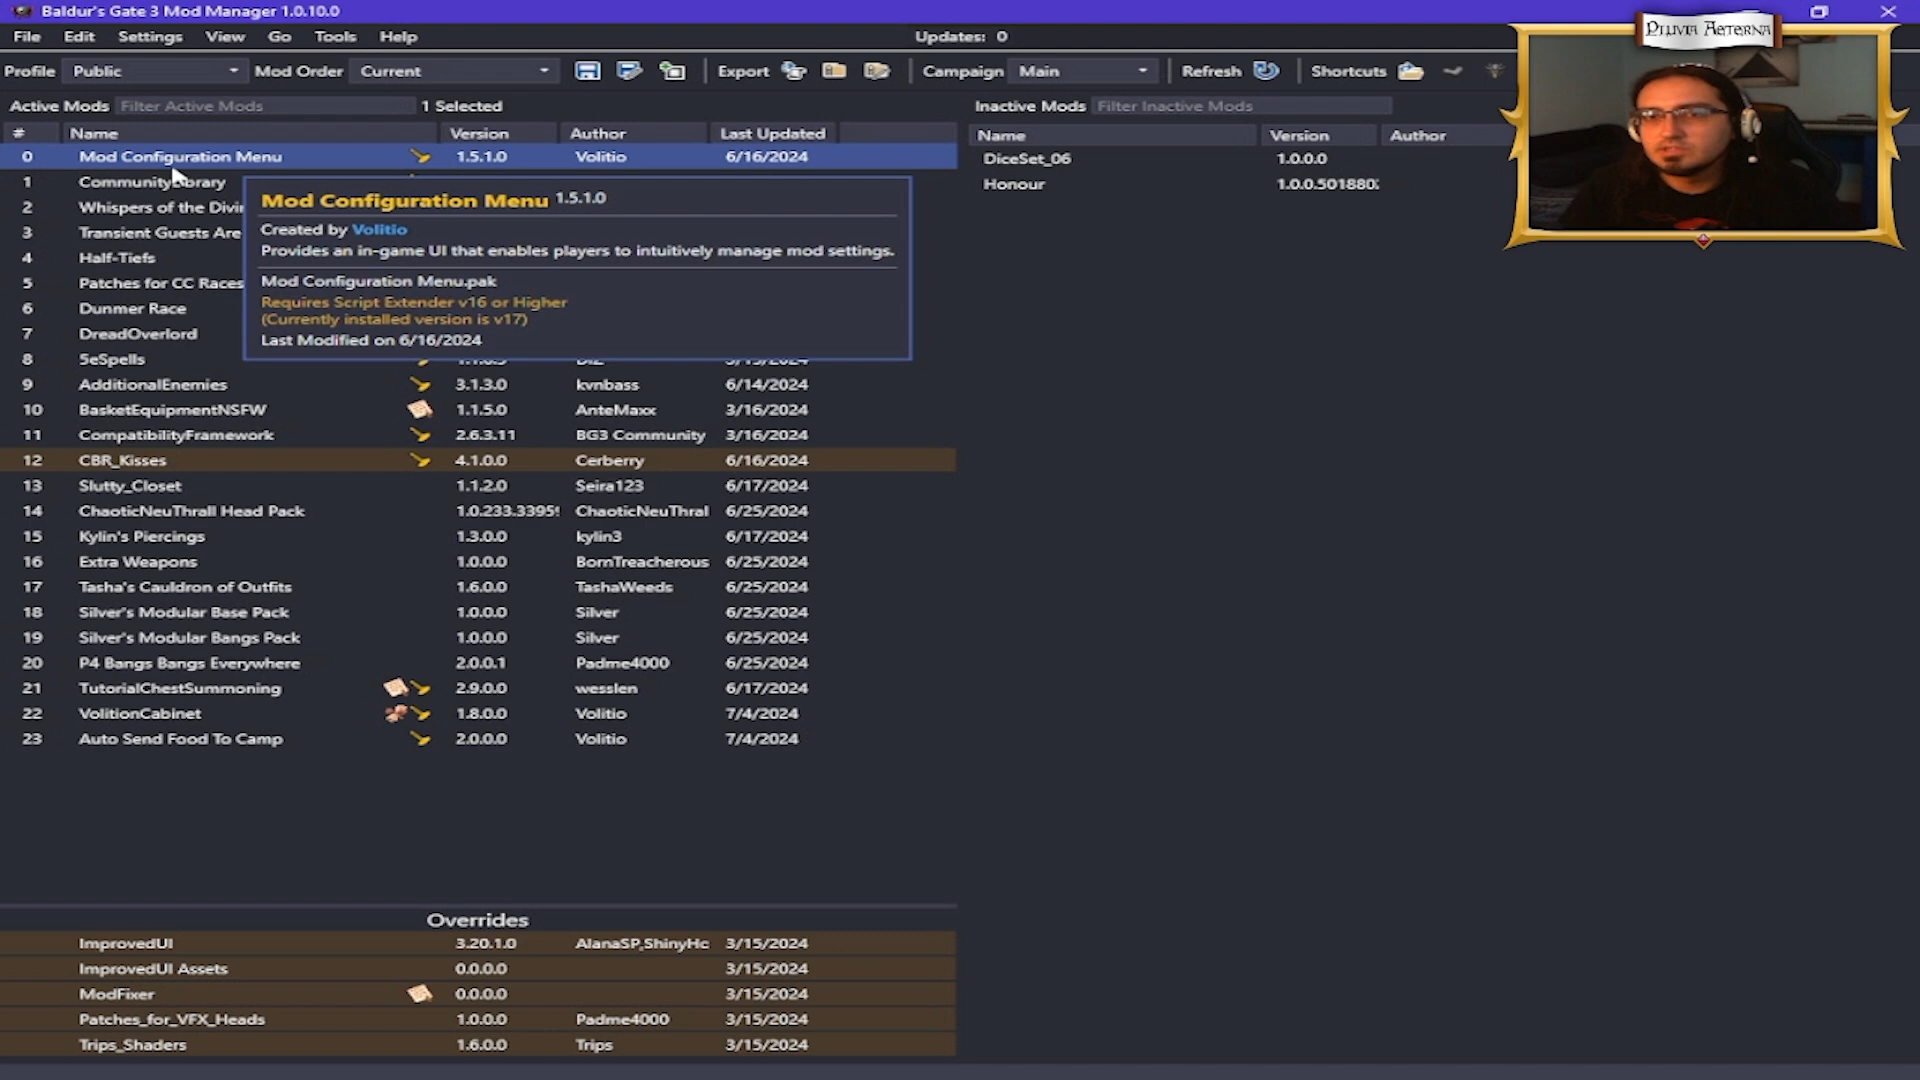 Baldur's Gate 3 Mod Manager 1.0.10.0
File Edit Settings View Go Tools Help Updates: 0
PLUVIA AETERNA
Profile Public Mod Order Current Export Campaign Main Refresh Shortcuts
Active Mods Filter Active Mods 1 Selected Inactive Mods Filter Inactive Mods
# Name Version Author Last Updated
Name Version Author
0 Mod Configuration Menu 1.5.1.0 Volitio 6/16/2024
DiceSet_06 1.0.0.0
Honour 1.0.0.501880
1 CommunityLibrary
2 Whispers of the Divi
3 Transient Guests Are
4 Half-Tiefs
5 Patches for CC Races
6 Dunmer Race
7 DreadOverlord
8 5eSpells
Mod Configuration Menu 1.5.1.0
Created by Volitio
Provides an in-game UI that enables players to intuitively manage mod settings.
Mod Configuration Menu.pak
Requires Script Extender v16 or Higher
(Currently installed version is v17)
Last Modified on 6/16/2024
9 AdditionalEnemies 3.1.3.0 kvnbass 6/14/2024
10 BasketEquipmentNSFW 1.1.5.0 AnteMaxx 3/16/2024
11 CompatibilityFramework 2.6.3.11 BG3 Community 3/16/2024
12 CBR_Kisses 4.1.0.0 Cerberry 6/16/2024
13 Slutty_Closet 1.1.2.0 Seira123 6/17/2024
14 ChaoticNeuThrall Head Pack 1.0.233.3395 ChaoticNeuThral 6/25/2024
15 Kylin's Piercings 1.3.0.0 kylin3 6/17/2024
16 Extra Weapons 1.0.0.0 BornTreacherous 6/25/2024
17 Tasha's Cauldron of Outfits 1.6.0.0 TashaWeeds 6/25/2024
18 Silver's Modular Base Pack 1.0.0.0 Silver 6/25/2024
19 Silver's Modular Bangs Pack 1.0.0.0 Silver 6/25/2024
20 P4 Bangs Bangs Everywhere 2.0.0.1 Padme4000 6/25/2024
21 TutorialChestSummoning 2.9.0.0 wesslen 6/17/2024
22 VolitionCabinet 1.8.0.0 Volitio 7/4/2024
23 Auto Send Food To Camp 2.0.0.0 Volitio 7/4/2024
Overrides
ImprovedUI 3.20.1.0 AlanaSP,ShinyHc 3/15/2024
ImprovedUI Assets 0.0.0.0 3/15/2024
ModFixer 0.0.0.0 3/15/2024
Patches_for_VFX_Heads 1.0.0.0 Padme4000 3/15/2024
Trips_Shaders 1.6.0.0 Trips 3/15/2024